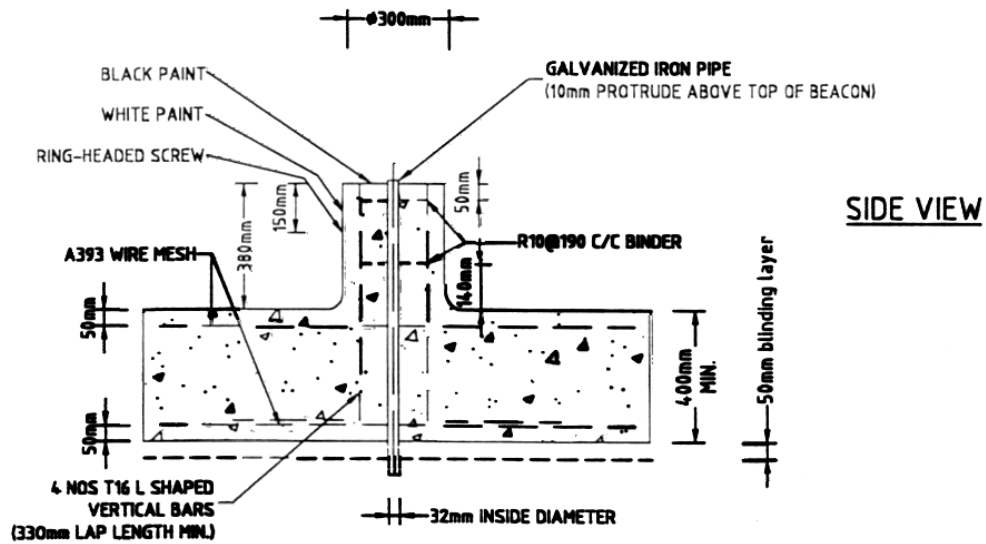 ϕ300mm
BLACK PAINT
WHITE PAINT
RING-HEADED SCREW
GALVANIZED IRON PIPE
(10mm PROTRUDE ABOVE TOP OF BEACON)
SIDE VIEW
380mm
150mm
50mm
A393 WIRE MESH
R10@190 C/C BINDER
140mm
50mm
50mm
400mm
MIN.
50mm blinding layer
4 NOS T16 L SHAPED
VERTICAL BARS
(330mm LAP LENGTH MIN.)
32mm INSIDE DIAMETER